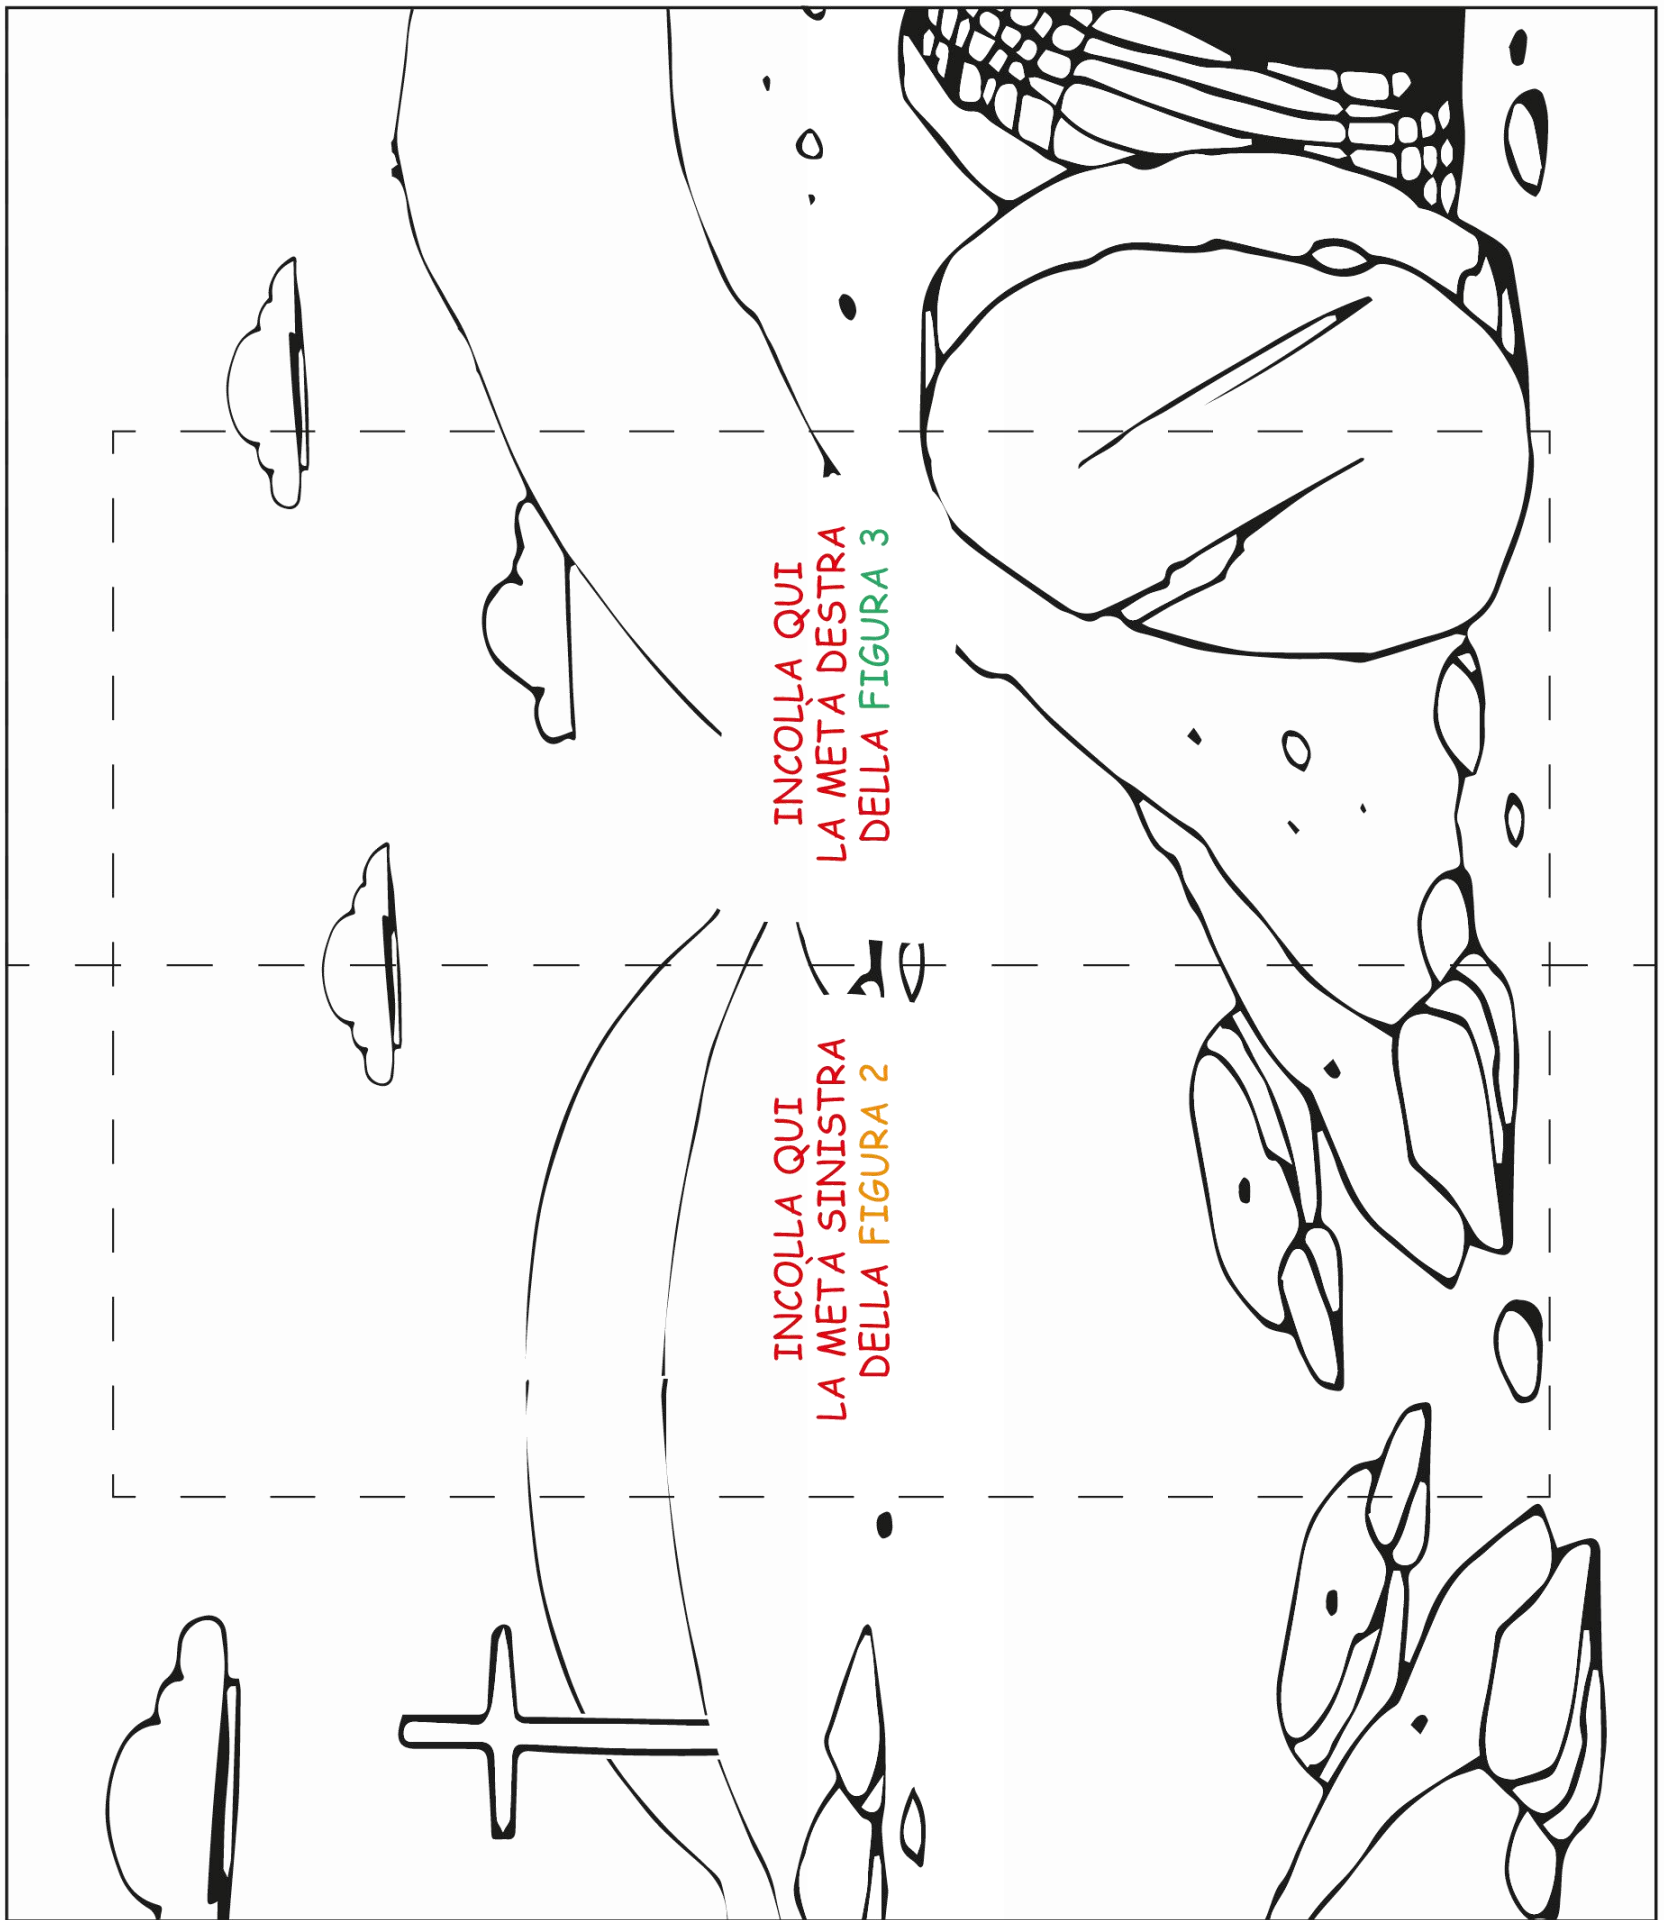 INCOLLA QUI
LA METÀ SINISTRA
DELLA FIGURA 2
INCOLLA QUI
LA METÀ DESTRA
DELLA FIGURA 3